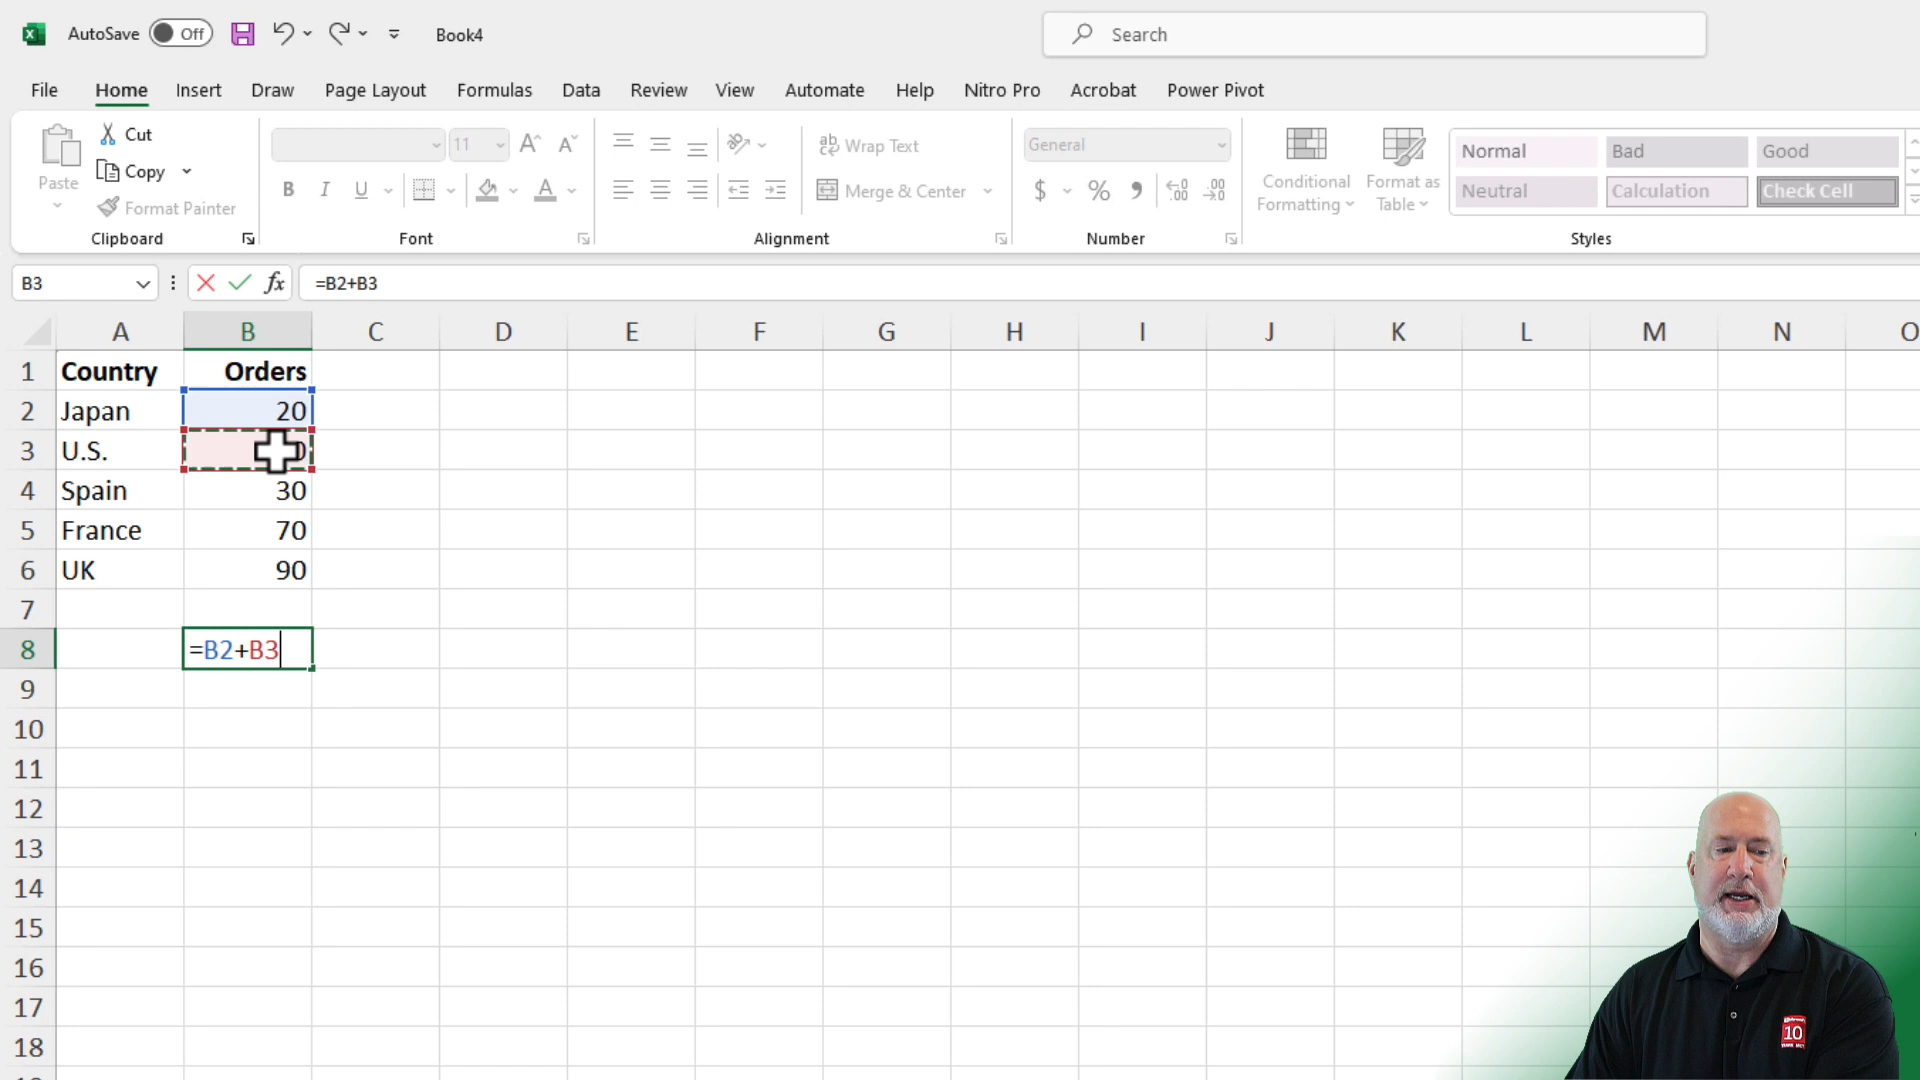 AutoSave Off Book4 Search
File Home Insert Draw Page Layout Formulas Data Review View Automate Help Nitro Pro Acrobat Power Pivot
Paste Cut Copy Format Painter Clipboard
11 B I U A Font
Wrap Text Merge & Center Alignment
General $ % Number
Conditional Formatting Format as Table
Normal Bad Good
Neutral Calculation Check Cell
Styles
B3 fx =B2+B3
A B C D E F G H I J K L M N O
1 Country Orders
2 Japan 20
3 U.S.
4 Spain 30
5 France 70
6 UK 90
7
8 =B2+B3
9
10
11
12
13
14
15
16
17
18
10